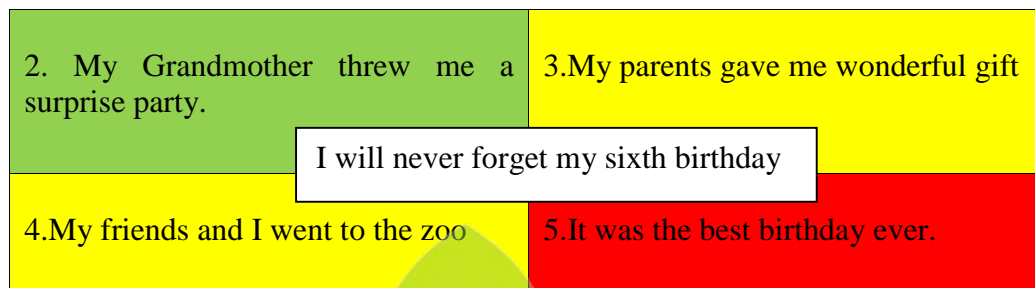 2. My Grandmother threw me a
surprise party.
3.My parents gave me wonderful gift
I will never forget my sixth birthday
4.My friends and I went to the zoo
5.It was the best birthday ever.